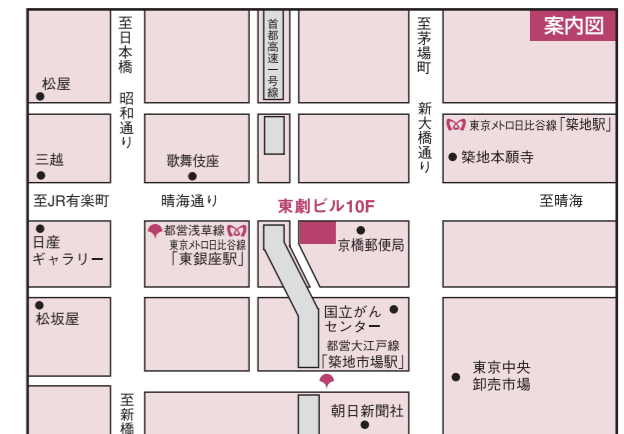 案内図
至日本橋
昭和通り
首都高速一号線
至茅場町
新大橋通り
松屋
東京メトロ日比谷線「築地駅」
三越
歌舞伎座
築地本願寺
至JR有楽町
晴海通り
東劇ビル10F
至晴海
日産
ギャラリー
都営浅草線
東京メトロ日比谷線
「東銀座駅」
京橋郵便局
松坂屋
国立がん
センター
都営大江戸線
「築地市場駅」
東京中央
卸売市場
至新橋
朝日新聞社